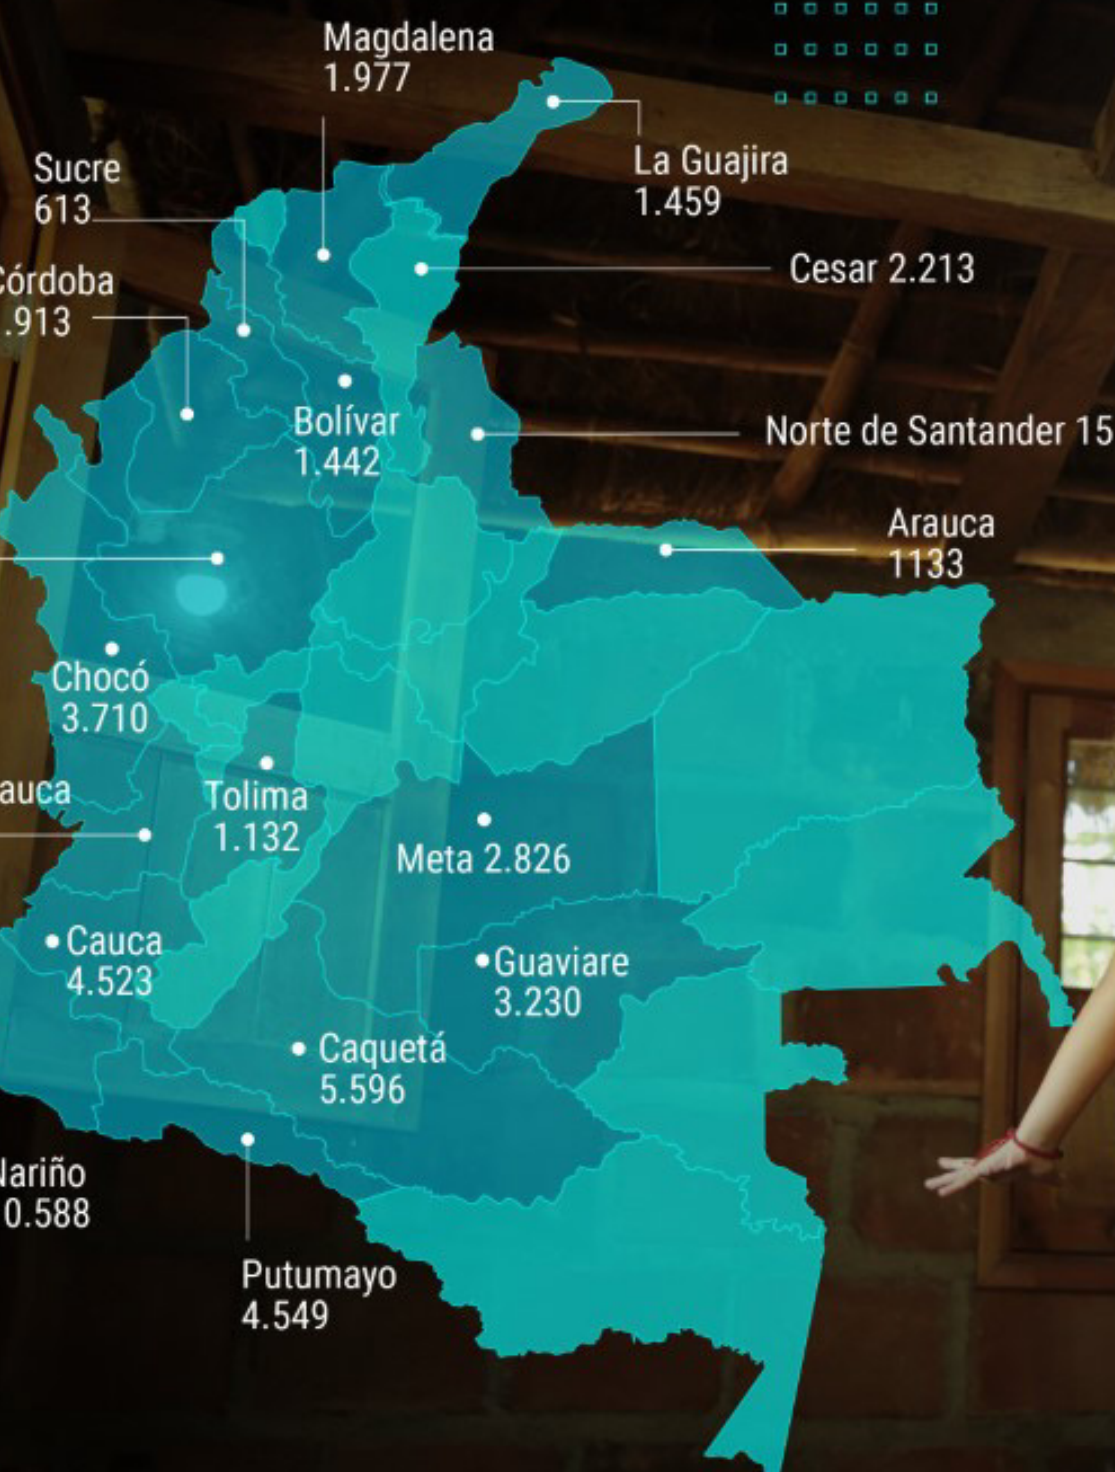 Magdalena
1.977
La Guajira
1.459
Sucre
613
Cesar 2.213
Córdoba
.913
Bolívar
1.442
Norte de Santander 15
Arauca
1133
Chocó
3.710
auca
Tolima
1.132
Meta 2.826
Cauca
4.523
Guaviare
3.230
Caquetá
5.596
Nariño
0.588
Putumayo
4.549